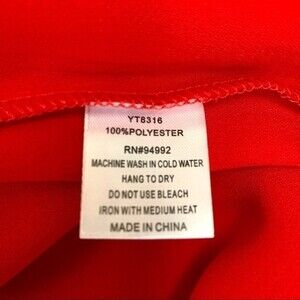 YT8316
100%POLYESTER
RN#94992
MACHINE WASH IN COLD WATER
HANG TO DRY
DO NOT USE BLEACH
IRON WITH MEDIUM HEAT
MADE IN CHINA